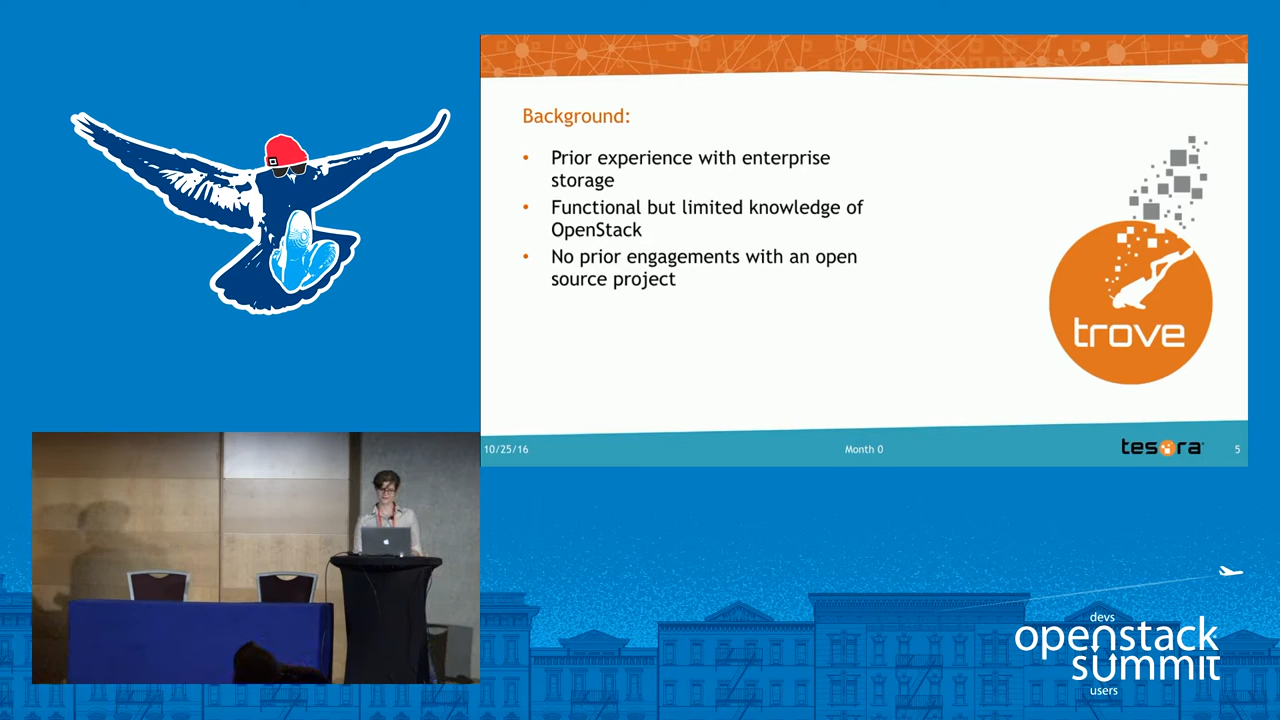 Background:
• Prior experience with enterprise
storage
• Functional but limited knowledge of
OpenStack
• No prior engagements with an open
source project
trove
10/25/16
Month 0
tesora
5
devs
openstack
summit
users